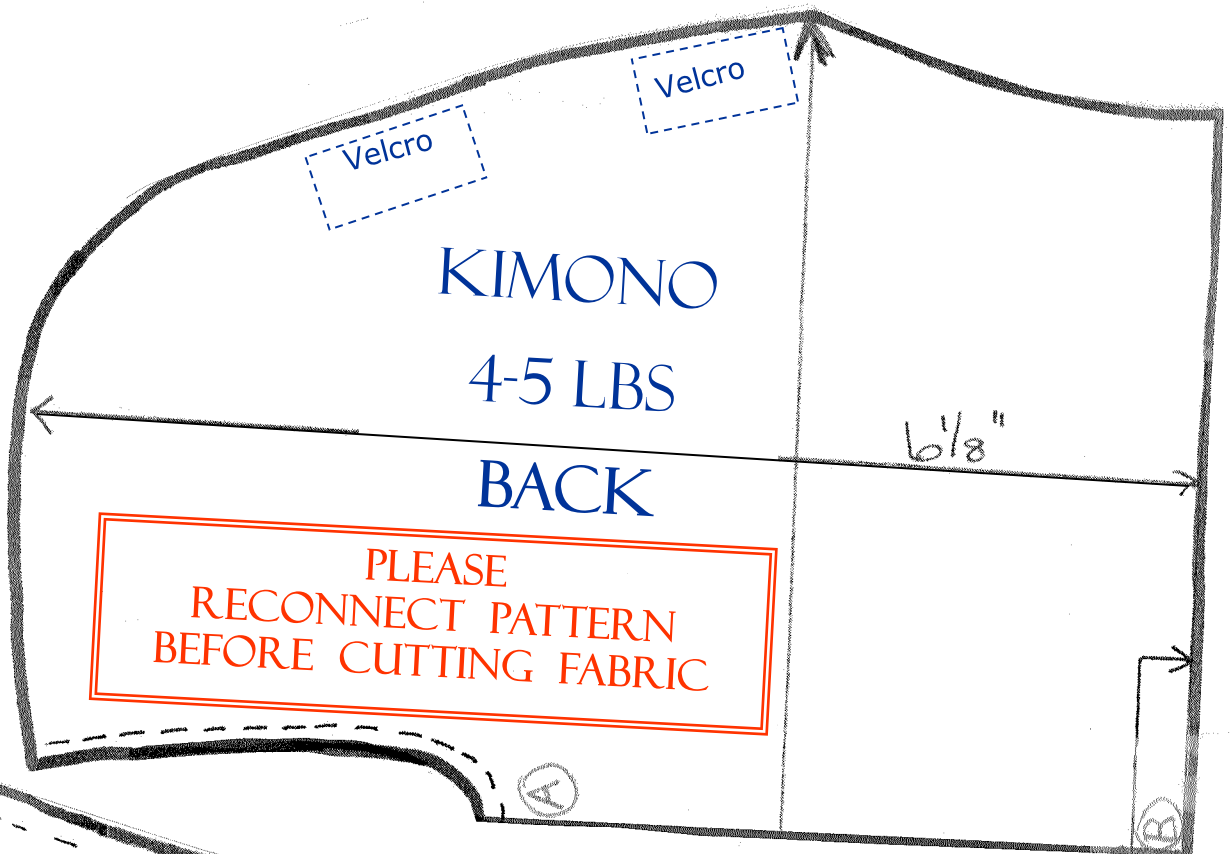 Velcro
Velcro
KIMONO
4-5 LBS
6 1/8"
BACK
PLEASE
RECONNECT PATTERN
BEFORE CUTTING FABRIC
A
B